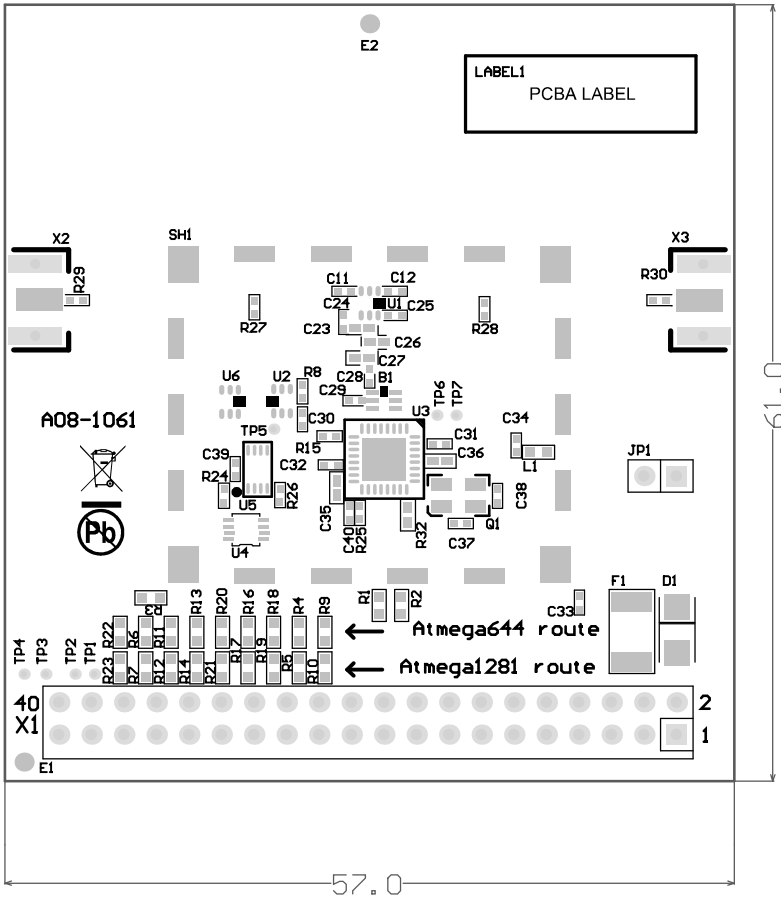 E2
LABEL1
PCBA LABEL
X2
SH1
X3
R29
C11
C12
R30
C24
U1
C25
R27
C23
R28
C26
C27
U6
U2
R8
C28
B1
C29
TP6
TP7
61.0
A08-1061
TP5
C30
U3
C34
R15
C31
C39
C32
C36
L1
JP1
R24
Pb
U5
R26
C35
C38
U4
C40
R25
R32
Q1
C37
R3
R13
R20
R16
R18
R4
R9
R1
R2
C33
F1
D1
R22
R6
R11
Atmega644 route
TP4
TP3
TP2
TP1
R23
R7
R12
R14
R21
R17
R19
R5
R10
Atmega1281 route
40
2
X1
1
E1
57.0